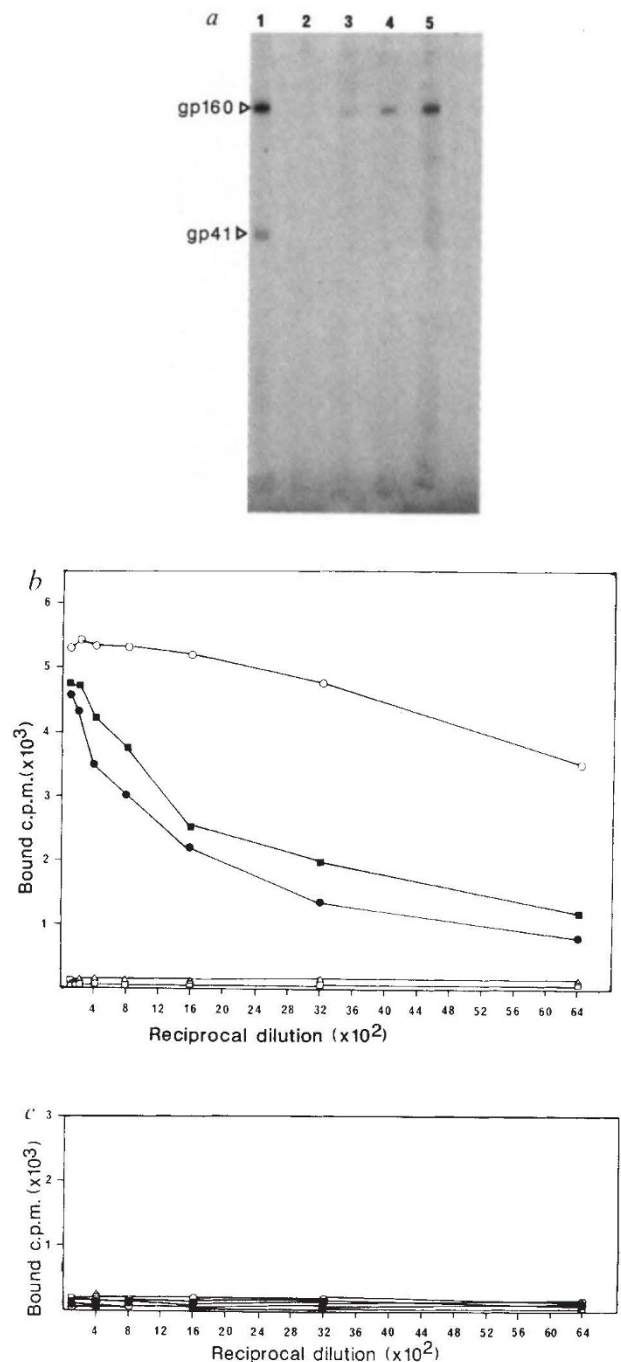 a 1 2 3 4 5
gp160
gp41
b
6
5
4
3
2
1
Bound c.p.m.(x10³)
4 8 12 16 20 24 28 32 36 40 44 48 52 56 60 64
Reciprocal dilution (x10²)
c
3
2
1
Bound c.p.m. (x10³)
4 8 12 16 20 24 28 32 36 40 44 48 52 56 60 64
Reciprocal dilution (x10²)